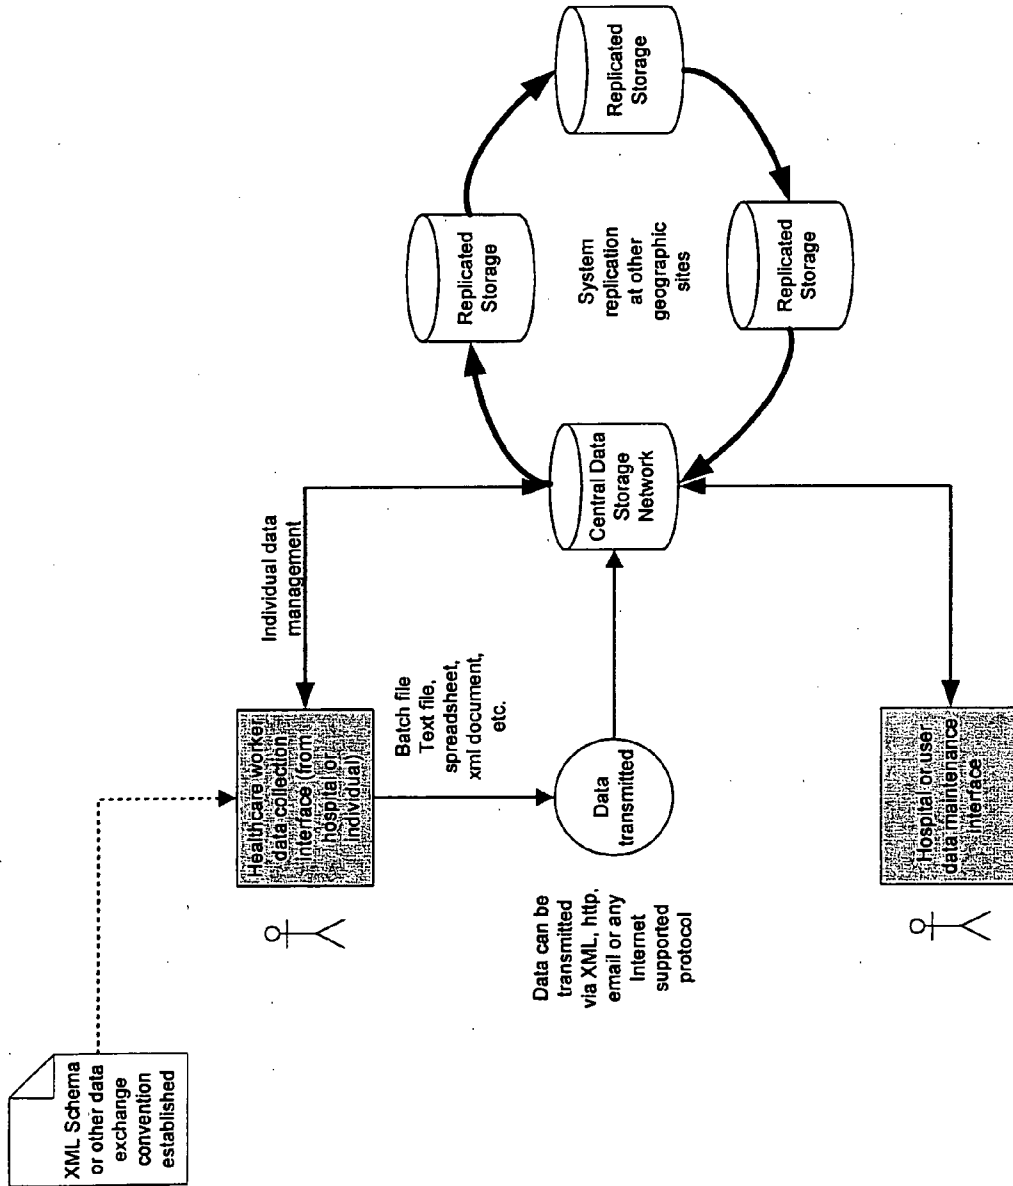 XML Schema
or other data
exchange
convention
established
Healthcare worker
data collection
interface (from
hospital or
individual)
Individual data
management
Batch file
Text file,
spreadsheet,
xml document,
etc.
Data can be
transmitted
via XML, http,
email or any
Internet
supported
protocol
Data
transmitted
Central Data
Storage
Network
Replicated
Storage
System
replication
at other
geographic
sites
Replicated
Storage
Replicated
Storage
Hospital or user
data maintenance
interface